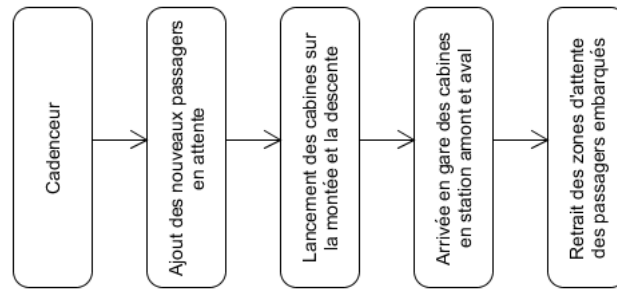 Cadenceur
Ajout des nouveaux passagers
en attente
Lancement des cabines sur
la montée et la descente
Arrivée en gare des cabines
en station amont et aval
Retrait des zones d'attente
des passagers embarqués